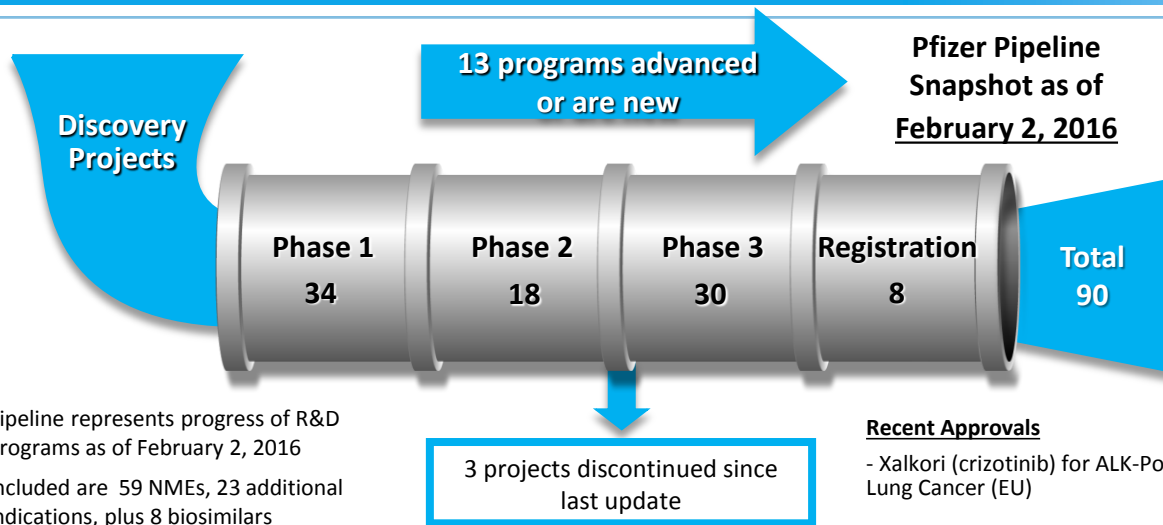 13 programs advanced
or are new
Pfizer Pipeline
Snapshot as of
February 2, 2016
Discovery
Projects
Phase 1
34
Phase 2
18
Phase 3
30
Registration
8
Total
90
ipeline represents progress of R&D
rograms as of February 2, 2016
ncluded are 59 NMEs, 23 additional
ndications, plus 8 biosimilars
3 projects discontinued since
last update
Recent Approvals
- Xalkori (crizotinib) for ALK-Po
Lung Cancer (EU)